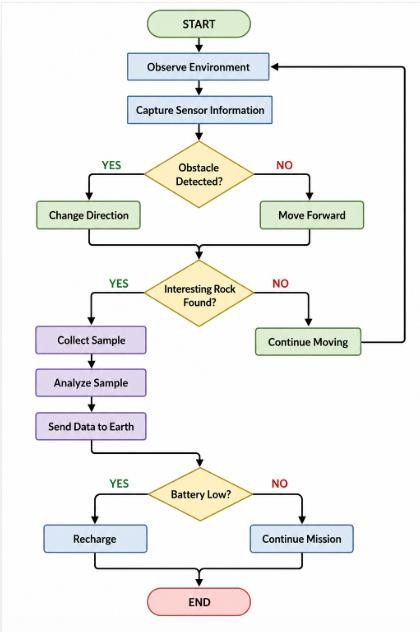 START
Observe Environment
Capture Sensor Information
YES
Obstacle
Detected?
NO
Change Direction
Move Forward
YES
Interesting Rock
Found?
NO
Collect Sample
Continue Moving
Analyze Sample
Send Data to Earth
YES
Battery Low?
NO
Recharge
Continue Mission
END